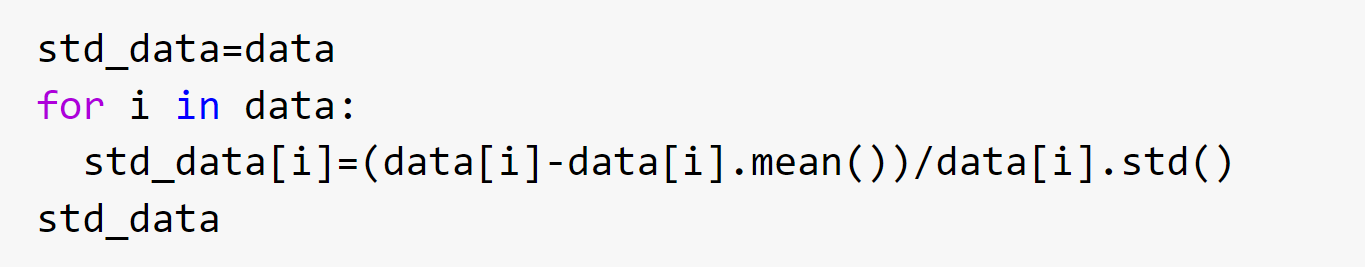 std_data=data
for i in data:
  std_data[i]=(data[i]-data[i].mean())/data[i].std()
std_data